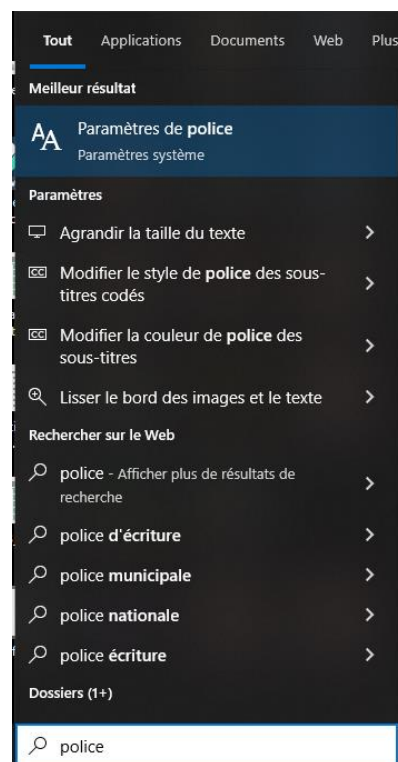 Tout Applications Documents Web Plus
Meilleur résultat
Paramètres de police
Paramètres système
Paramètres
Agrandir la taille du texte
Modifier le style de police des sous-
titres codés
Modifier la couleur de police des
sous-titres
Lisser le bord des images et le texte
Rechercher sur le Web
police - Afficher plus de résultats de
recherche
police d'écriture
police municipale
police nationale
police écriture
Dossiers (1+)
police